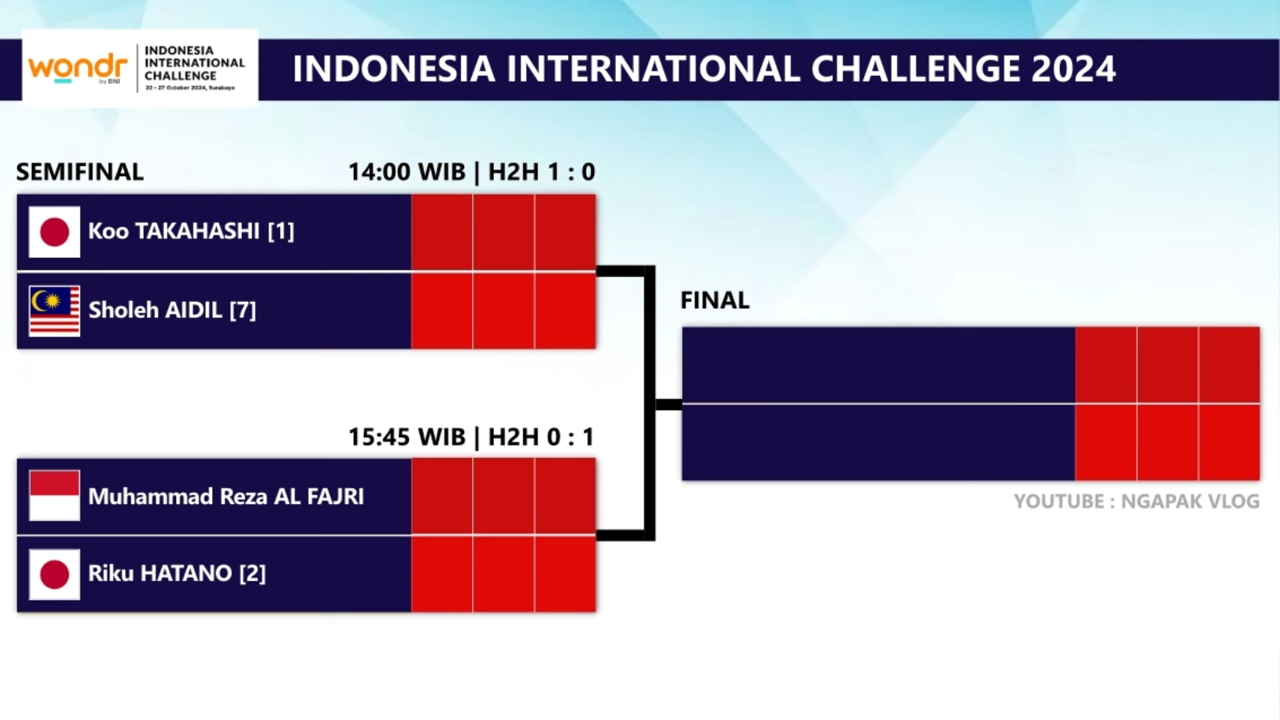 wondr
by BNI
INDONESIA
INTERNATIONAL
CHALLENGE
22 - 27 October 2024, Surabaya
INDONESIA INTERNATIONAL CHALLENGE 2024
SEMIFINAL
14:00 WIB | H2H 1 : 0
Koo TAKAHASHI [1]
Sholeh AIDIL [7]
FINAL
15:45 WIB | H2H 0 : 1
Muhammad Reza AL FAJRI
Riku HATANO [2]
YOUTUBE : NGAPAK VLOG